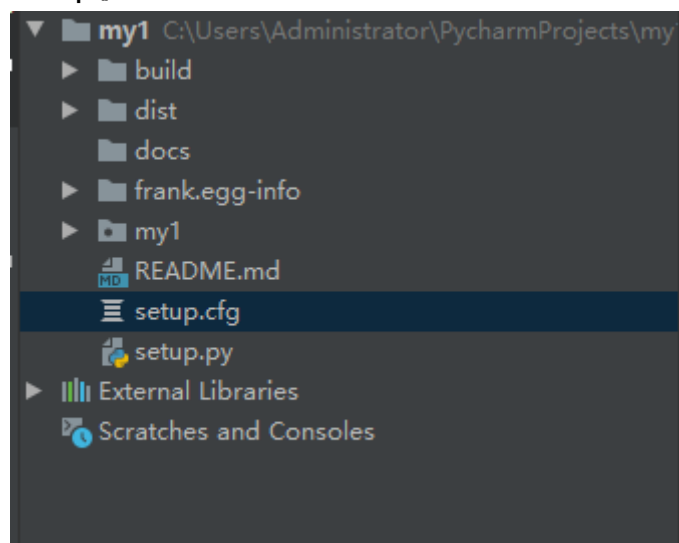 my1 C:\Users\Administrator\PycharmProjects\my
build
dist
docs
frank.egg-info
my1
README.md
setup.cfg
setup.py
External Libraries
Scratches and Consoles